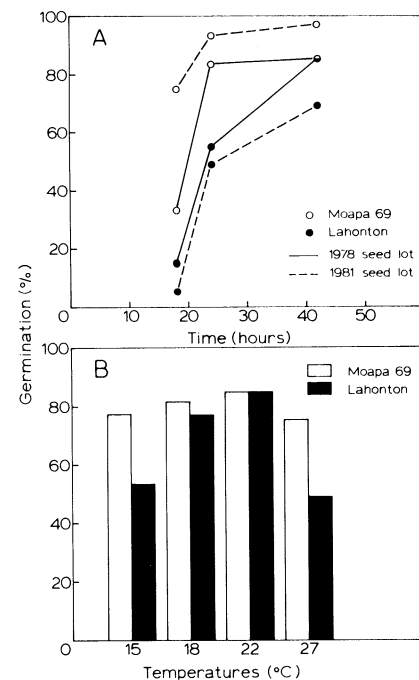 100
A
80
60
40
20
0
10
20
30
40
50
Moapa 69
Lahonton
1978 seed lot
1981 seed lot
Time (hours)
Germination (%)
100
B
80
60
40
20
0
15
18
22
27
Moapa 69
Lahonton
Temperatures (°C)